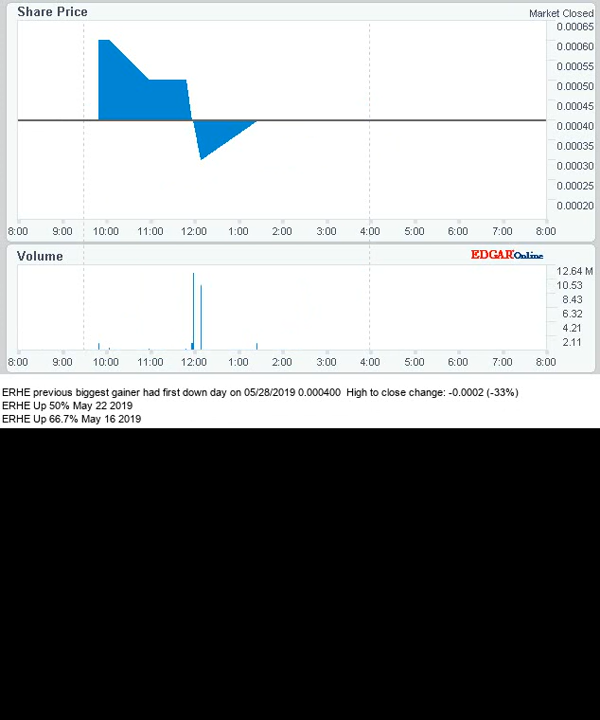 Share Price Market Closed
0.00065
0.00060
0.00055
0.00050
0.00045
0.00040
0.00035
0.00030
0.00025
0.00020
8:00 9:00 10:00 11:00 12:00 1:00 2:00 3:00 4:00 5:00 6:00 7:00 8:00
Volume EDGAR Online
12.64 M
10.53
8.43
6.32
4.21
2.11
8:00 9:00 10:00 11:00 12:00 1:00 2:00 3:00 4:00 5:00 6:00 7:00 8:00
ERHE previous biggest gainer had first down day on 05/28/2019 0.000400 High to close change: -0.0002 (-33%)
ERHE Up 50% May 22 2019
ERHE Up 66.7% May 16 2019